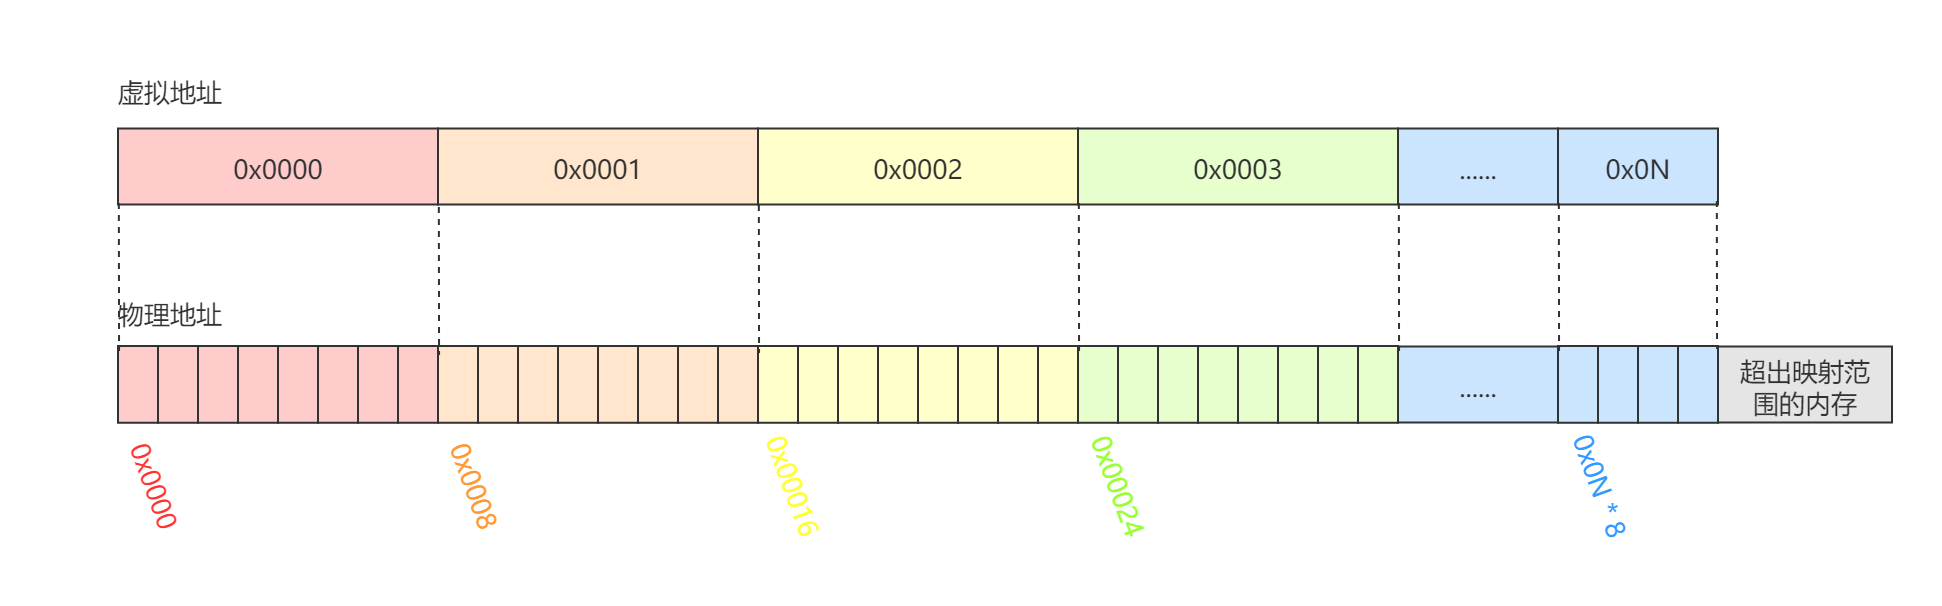 虚拟地址
0x0000
0x0001
0x0002
0x0003
......
0x0N
物理地址
......
超出映射范
围的内存
0x0000
0x0008
0x00016
0x00024
0x0N * 8